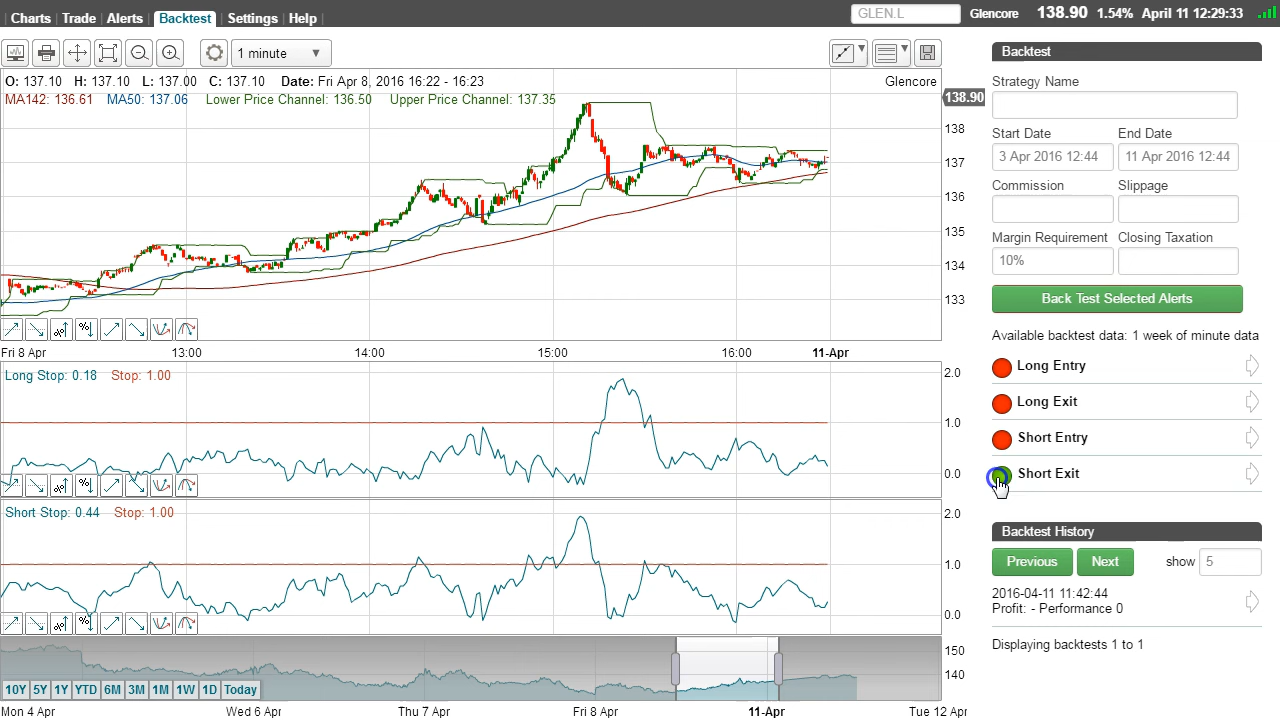 Charts | Trade | Alerts | Backtest | Settings | Help |
GLEN.L Glencore 138.90 1.54% April 11 12:29:33
1 minute
O: 137.10 H: 137.10 L: 137.00 C: 137.10 Date: Fri Apr 8, 2016 16:22 - 16:23 Glencore
MA142: 136.61 MA50: 137.06 Lower Price Channel: 136.50 Upper Price Channel: 137.35
138.90
138
137
136
135
134
133
Fri 8 Apr 13:00 14:00 15:00 16:00 11-Apr
Long Stop: 0.18 Stop: 1.00
2.0
1.0
0.0
Short Stop: 0.44 Stop: 1.00
2.0
1.0
0.0
150
140
10Y 5Y 1Y YTD 6M 3M 1M 1W 1D Today
Mon 4 Apr Wed 6 Apr Thu 7 Apr Fri 8 Apr 11-Apr Tue 12 Apr
Backtest
Strategy Name
Start Date End Date
3 Apr 2016 12:44 11 Apr 2016 12:44
Commission Slippage
Margin Requirement Closing Taxation
10%
Back Test Selected Alerts
Available backtest data: 1 week of minute data
Long Entry
Long Exit
Short Entry
Short Exit
Backtest History
Previous Next show 5
2016-04-11 11:42:44
Profit: - Performance 0
Displaying backtests 1 to 1